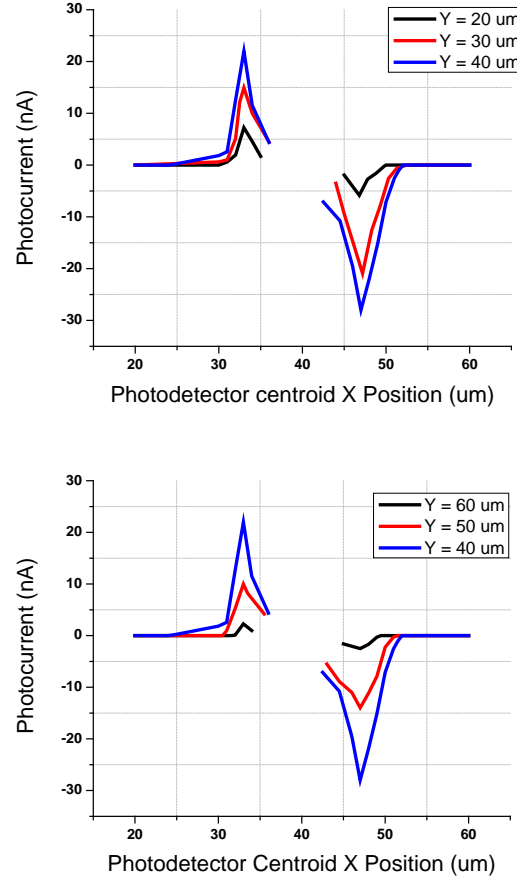 30
Y = 20 um
Y = 30 um
20
Y = 40 um
10
0
-10
-20
-30
Photocurrent (nA)
20 30 40 50 60
Photodetector centroid X Position (um)
30
Y = 60 um
Y = 50 um
20
Y = 40 um
10
0
-10
-20
-30
Photocurrent (nA)
20 30 40 50 60
Photodetector Centroid X Position (um)